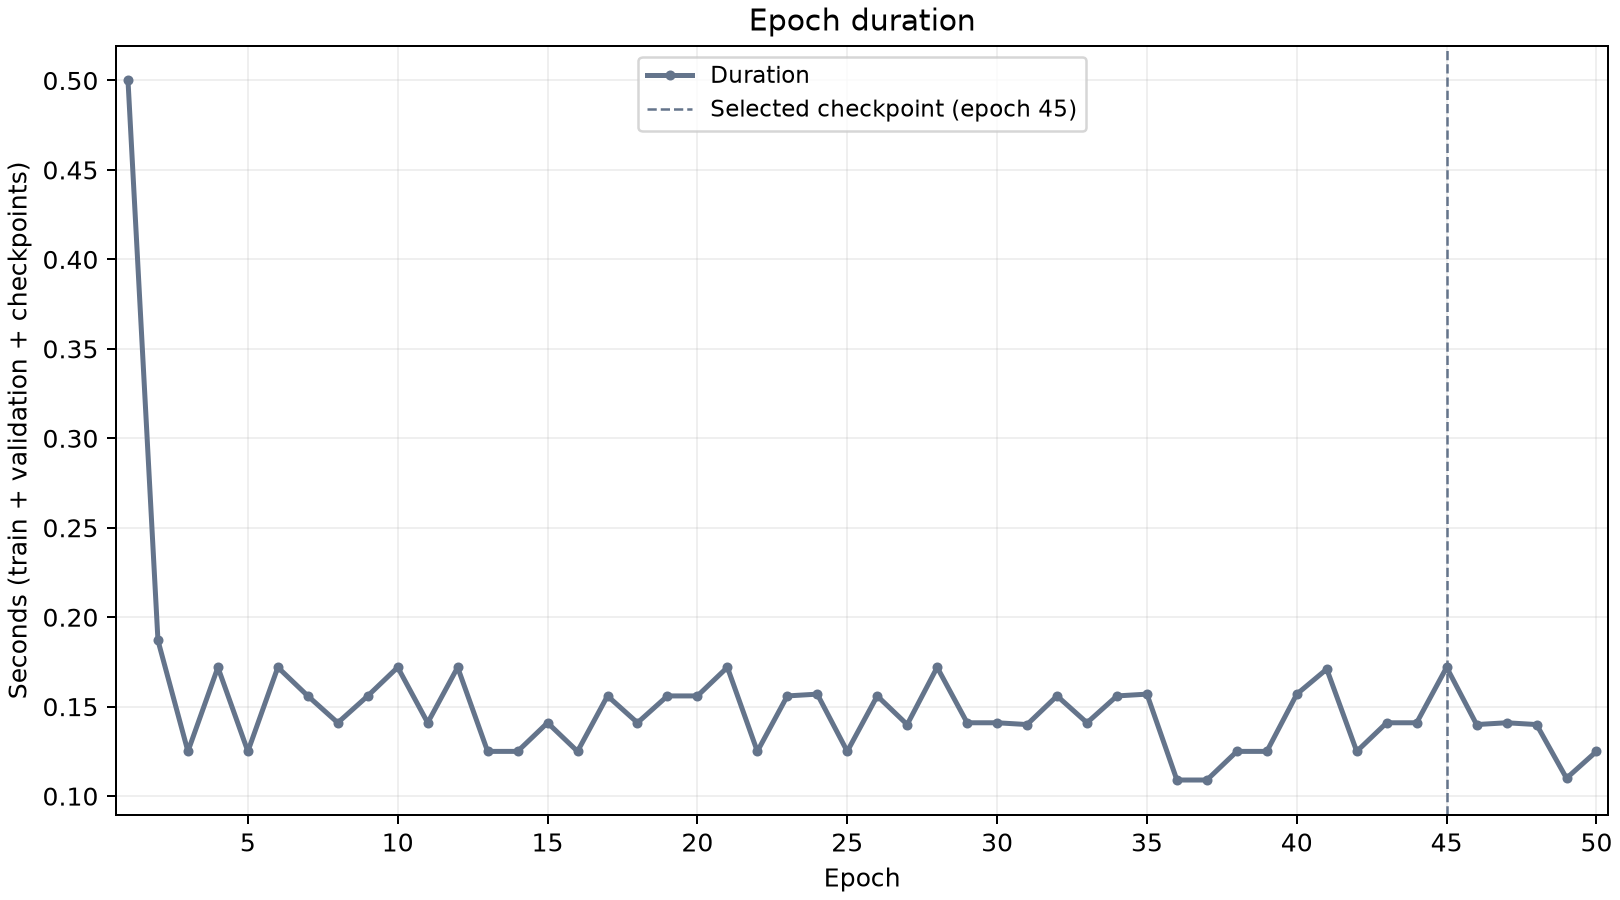 Epoch duration
Duration
Selected checkpoint (epoch 45)
Seconds (train + validation + checkpoints)
0.50
0.45
0.40
0.35
0.30
0.25
0.20
0.15
0.10
5 10 15 20 25 30 35 40 45 50
Epoch